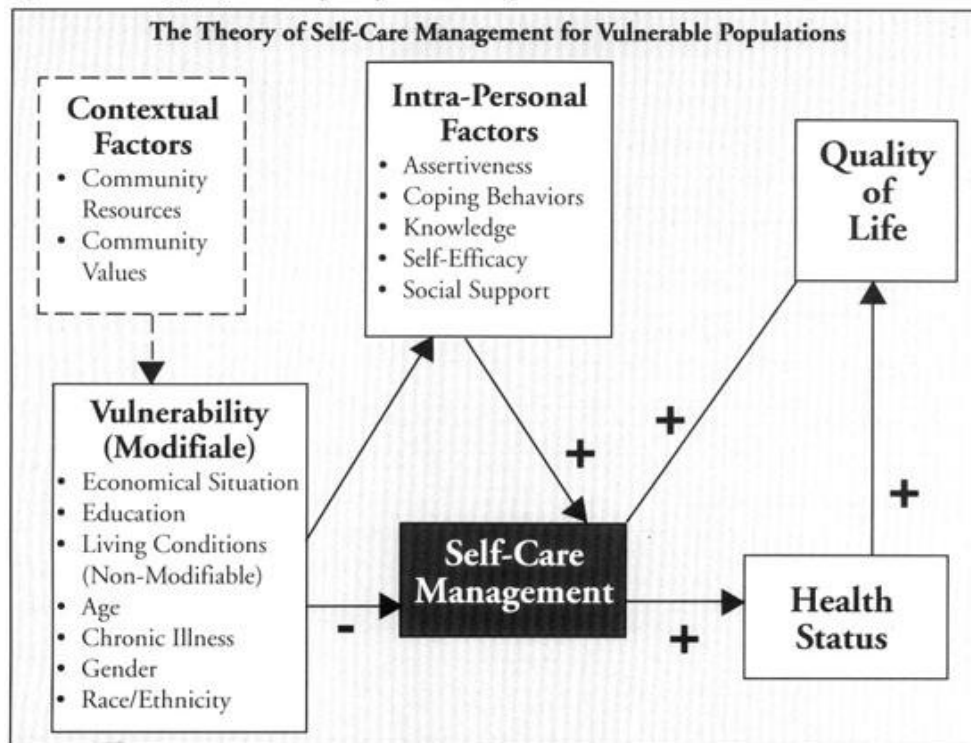 The Theory of Self-Care Management for Vulnerable Populations
Contextual
Factors
• Community
Resources
• Community
Values
Intra-Personal
Factors
• Assertiveness
• Coping Behaviors
• Knowledge
• Self-Efficacy
• Social Support
Quality
of
Life
Vulnerability
(Modifiale)
• Economical Situation
• Education
• Living Conditions
(Non-Modifiable)
• Age
• Chronic Illness
• Gender
• Race/Ethnicity
-
+
+
Self-Care
Management
+
+
Health
Status